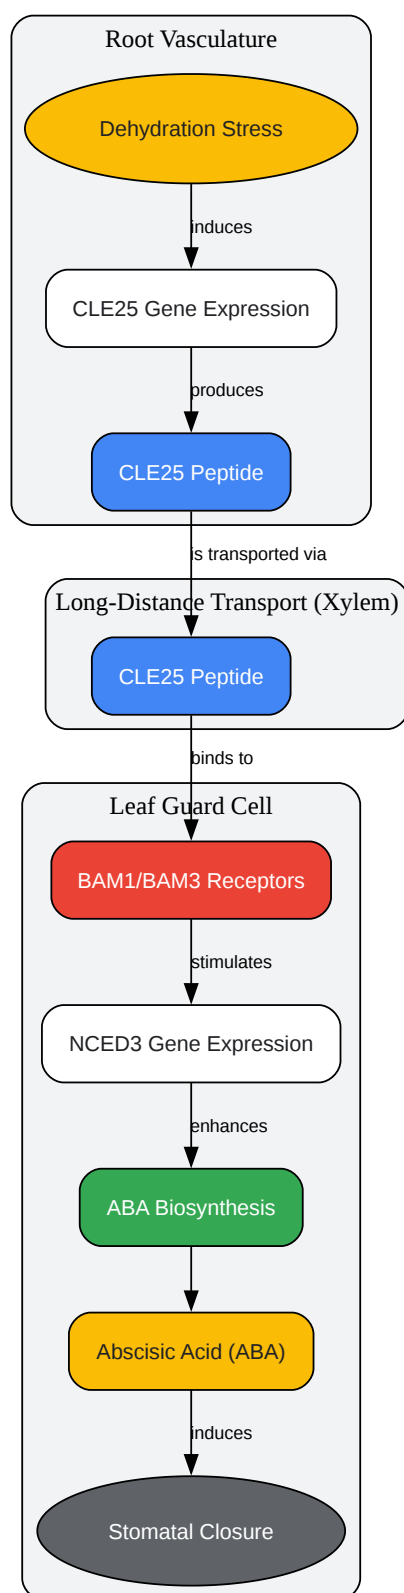 Root Vasculature
Dehydration Stress
induces
CLE25 Gene Expression
produces
CLE25 Peptide
is transported via
Long-Distance Transport (Xylem)
CLE25 Peptide
binds to
Leaf Guard Cell
BAM1/BAM3 Receptors
stimulates
NCED3 Gene Expression
enhances
ABA Biosynthesis
Abscisic Acid (ABA)
induces
Stomatal Closure